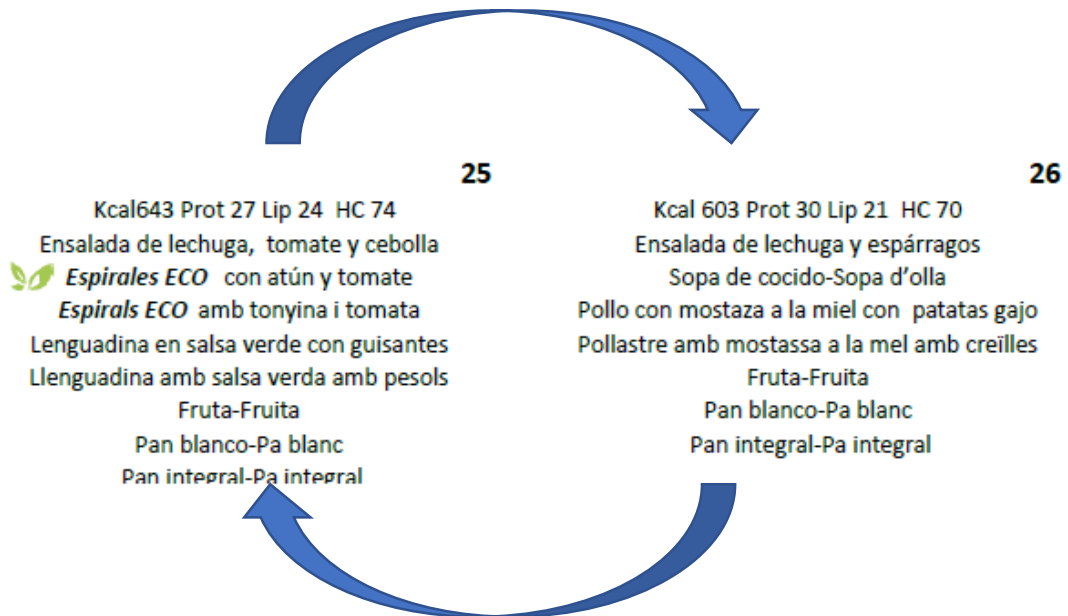 25
Kcal643 Prot 27 Lip 24 HC 74
Ensalada de lechuga, tomate y cebolla
Espirales ECO con atún y tomate
Espirals ECO amb tonyina i tomata
Lenguadina en salsa verde con guisantes
Llenguadina amb salsa verda amb pesols
Fruta-Fruita
Pan blanco-Pa blanc
Pan integral-Pa integral
26
Kcal 603 Prot 30 Lip 21 HC 70
Ensalada de lechuga y espárragos
Sopa de cocido-Sopa d’olla
Pollo con mostaza a la miel con patatas gajo
Pollastre amb mostassa a la mel amb creïlles
Fruta-Fruita
Pan blanco-Pa blanc
Pan integral-Pa integral